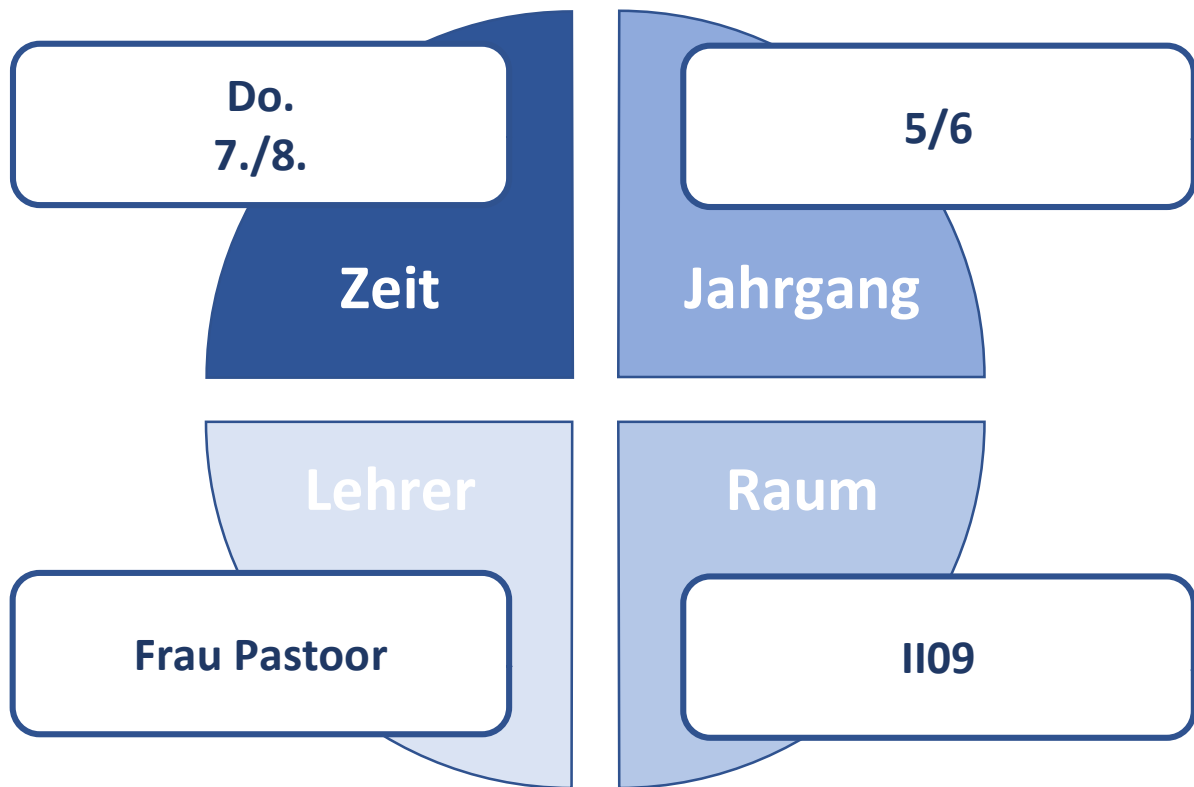 Do.
7./8.
Zeit
5/6
Jahrgang
Lehrer
Frau Pastoor
Raum
II09